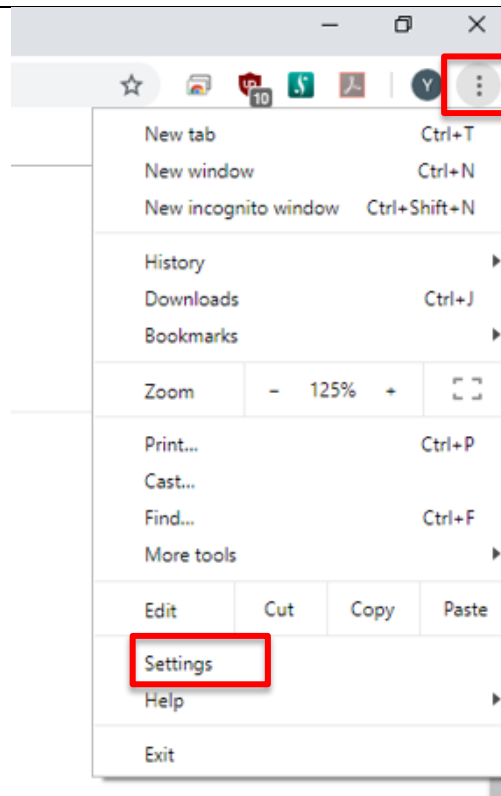 10
Y
New tab Ctrl+T
New window Ctrl+N
New incognito window Ctrl+Shift+N
History
Downloads Ctrl+J
Bookmarks
Zoom - 125% +
Print... Ctrl+P
Cast...
Find... Ctrl+F
More tools
Edit Cut Copy Paste
Settings
Help
Exit